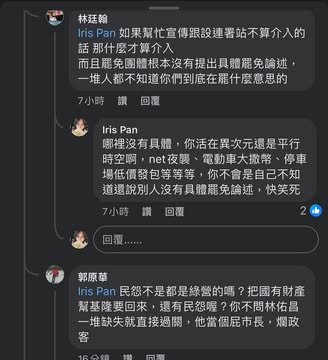 林廷翰
Iris Pan 如果幫忙宣傳跟設連署站不算介入的
話 那什麼才算介入
而且罷免團體根本沒有提出具體罷免論述，
一堆人都不知道你們到底在罷什麼意思的
7小時 讚 回覆
Iris Pan
哪裡沒有具體，你活在異次元還是平行
時空啊，net夜襲、電動車大撒幣、停車
場低價發包等等等，你不會是自己不知
道還說別人沒有具體罷免論述，快笑死
7小時 讚 回覆 2
回覆......
郭原華
Iris Pan 民怨不是都是綠營的嗎？把國有財產
幫基隆要回來，還有民怨喔？你不問林佑昌
一堆缺失就直接過關，他當個屁市長，爛政
客
16分鐘 讚 回覆